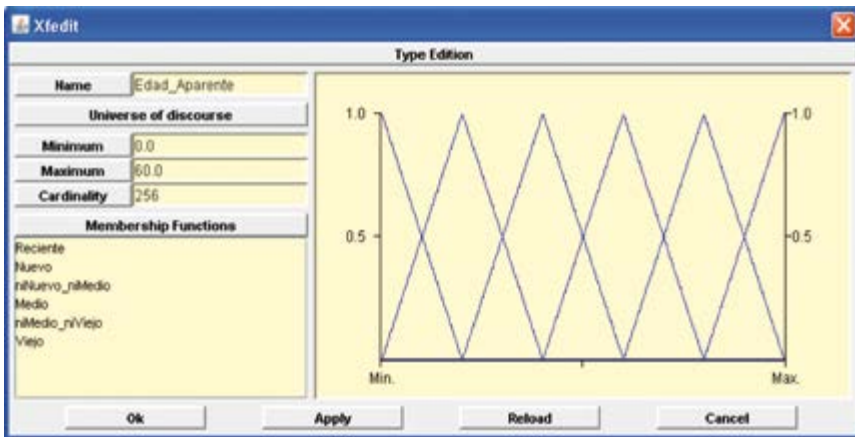 Xfedit
Type Edition
Name Edad_Aparente
Universe of discourse
Minimum 0.0
Maximum 60.0
Cardinality 256
Membership Functions
Reciente
Nuevo
niNuevo_niMedio
Medio
niMedio_niViejo
Viejo
1.0 1.0
0.5 0.5
Min. Max.
Ok Apply Reload Cancel